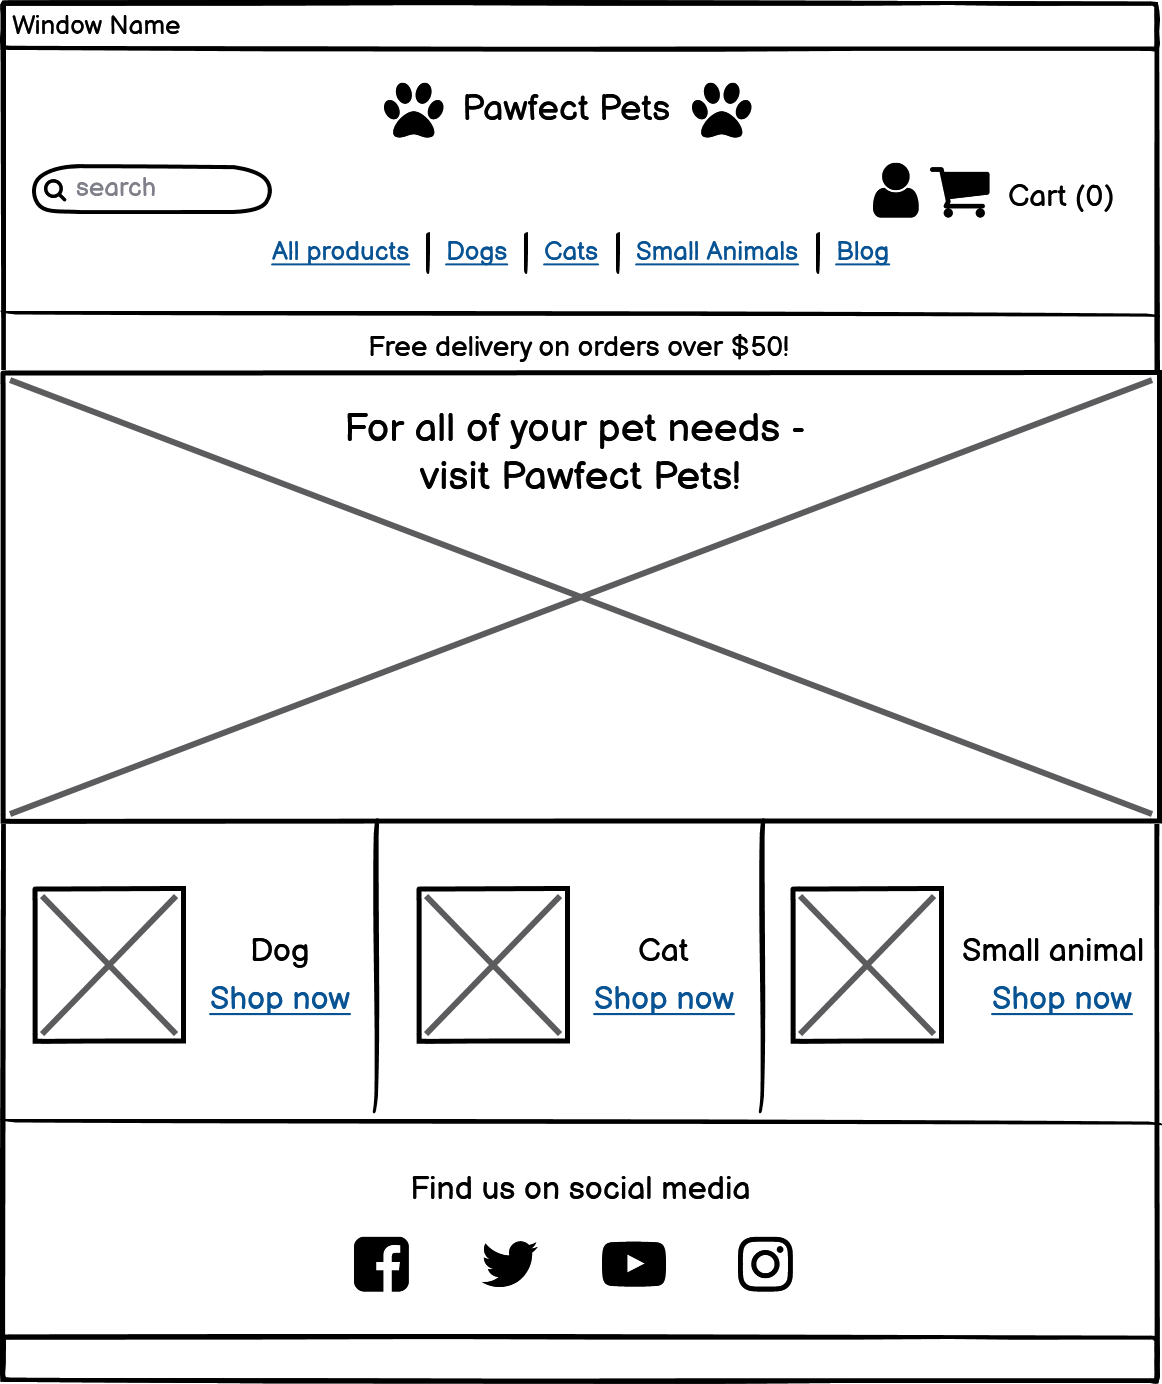 Window Name
Pawfect Pets
search
Cart (0)
All products
Dogs
Cats
Small Animals
Blog
Free delivery on orders over $50!
For all of your pet needs -
visit Pawfect Pets!
Dog
Shop now
Cat
Shop now
Small animal
Shop now
Find us on social media